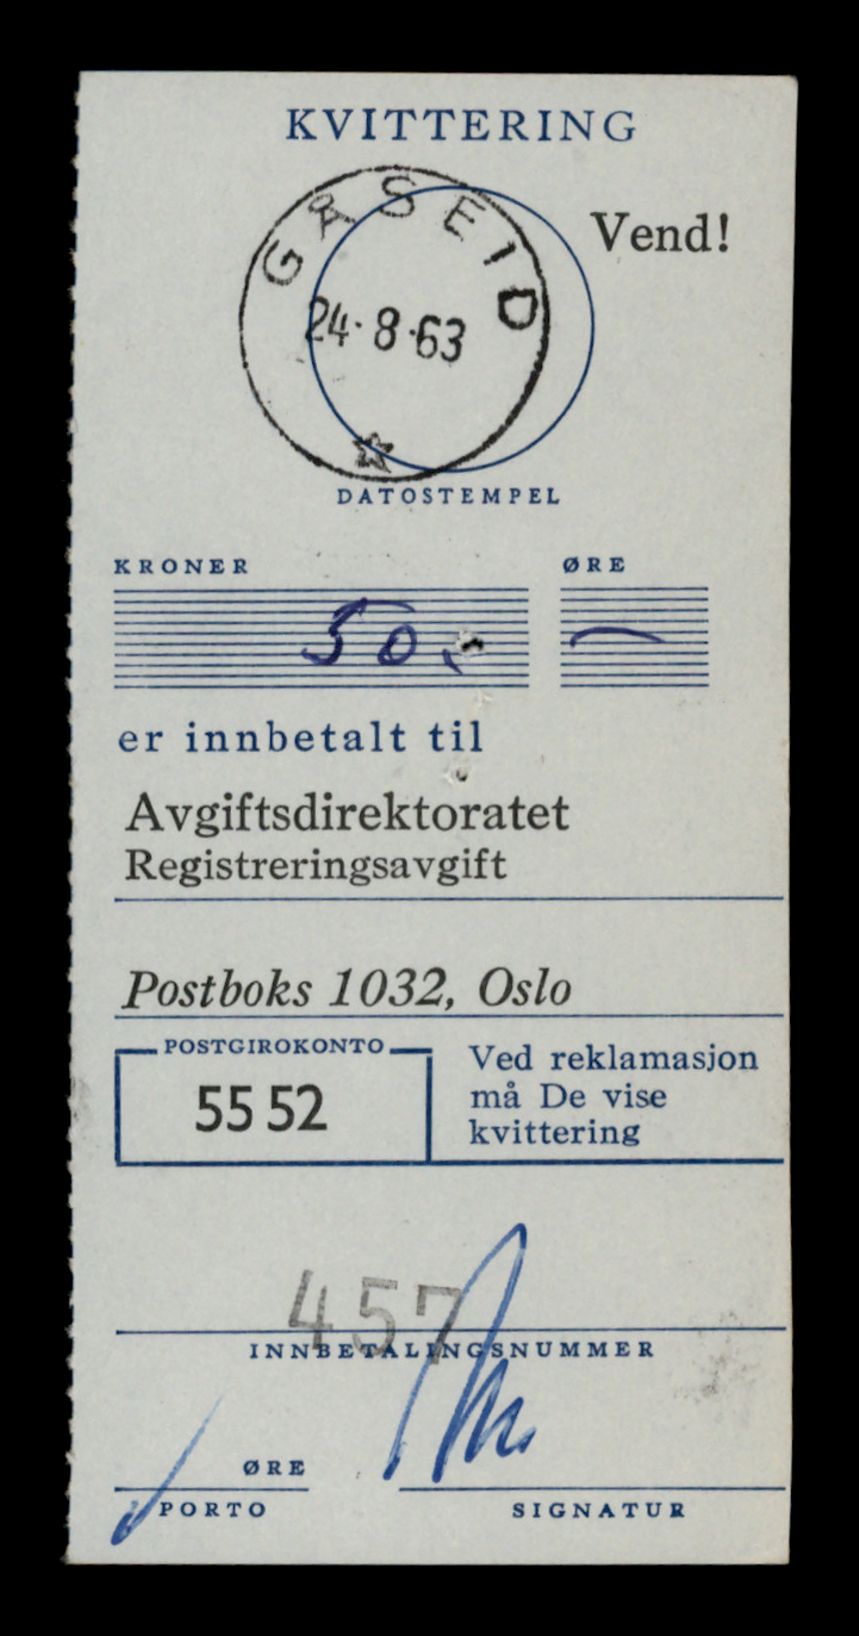 KVITTERING
GÅSEID
Vend!
24·8·63
DATOSTEMPEL
KRONER ØRE
50,- —
er innbetalt til
Avgiftsdirektoratet
Registreringsavgift
Postboks 1032, Oslo
POSTGIROKONTO
55 52
Ved reklamasjon
må De vise
kvittering
457
INNBETALINGSNUMMER
ØRE
PORTO
SIGNATUR